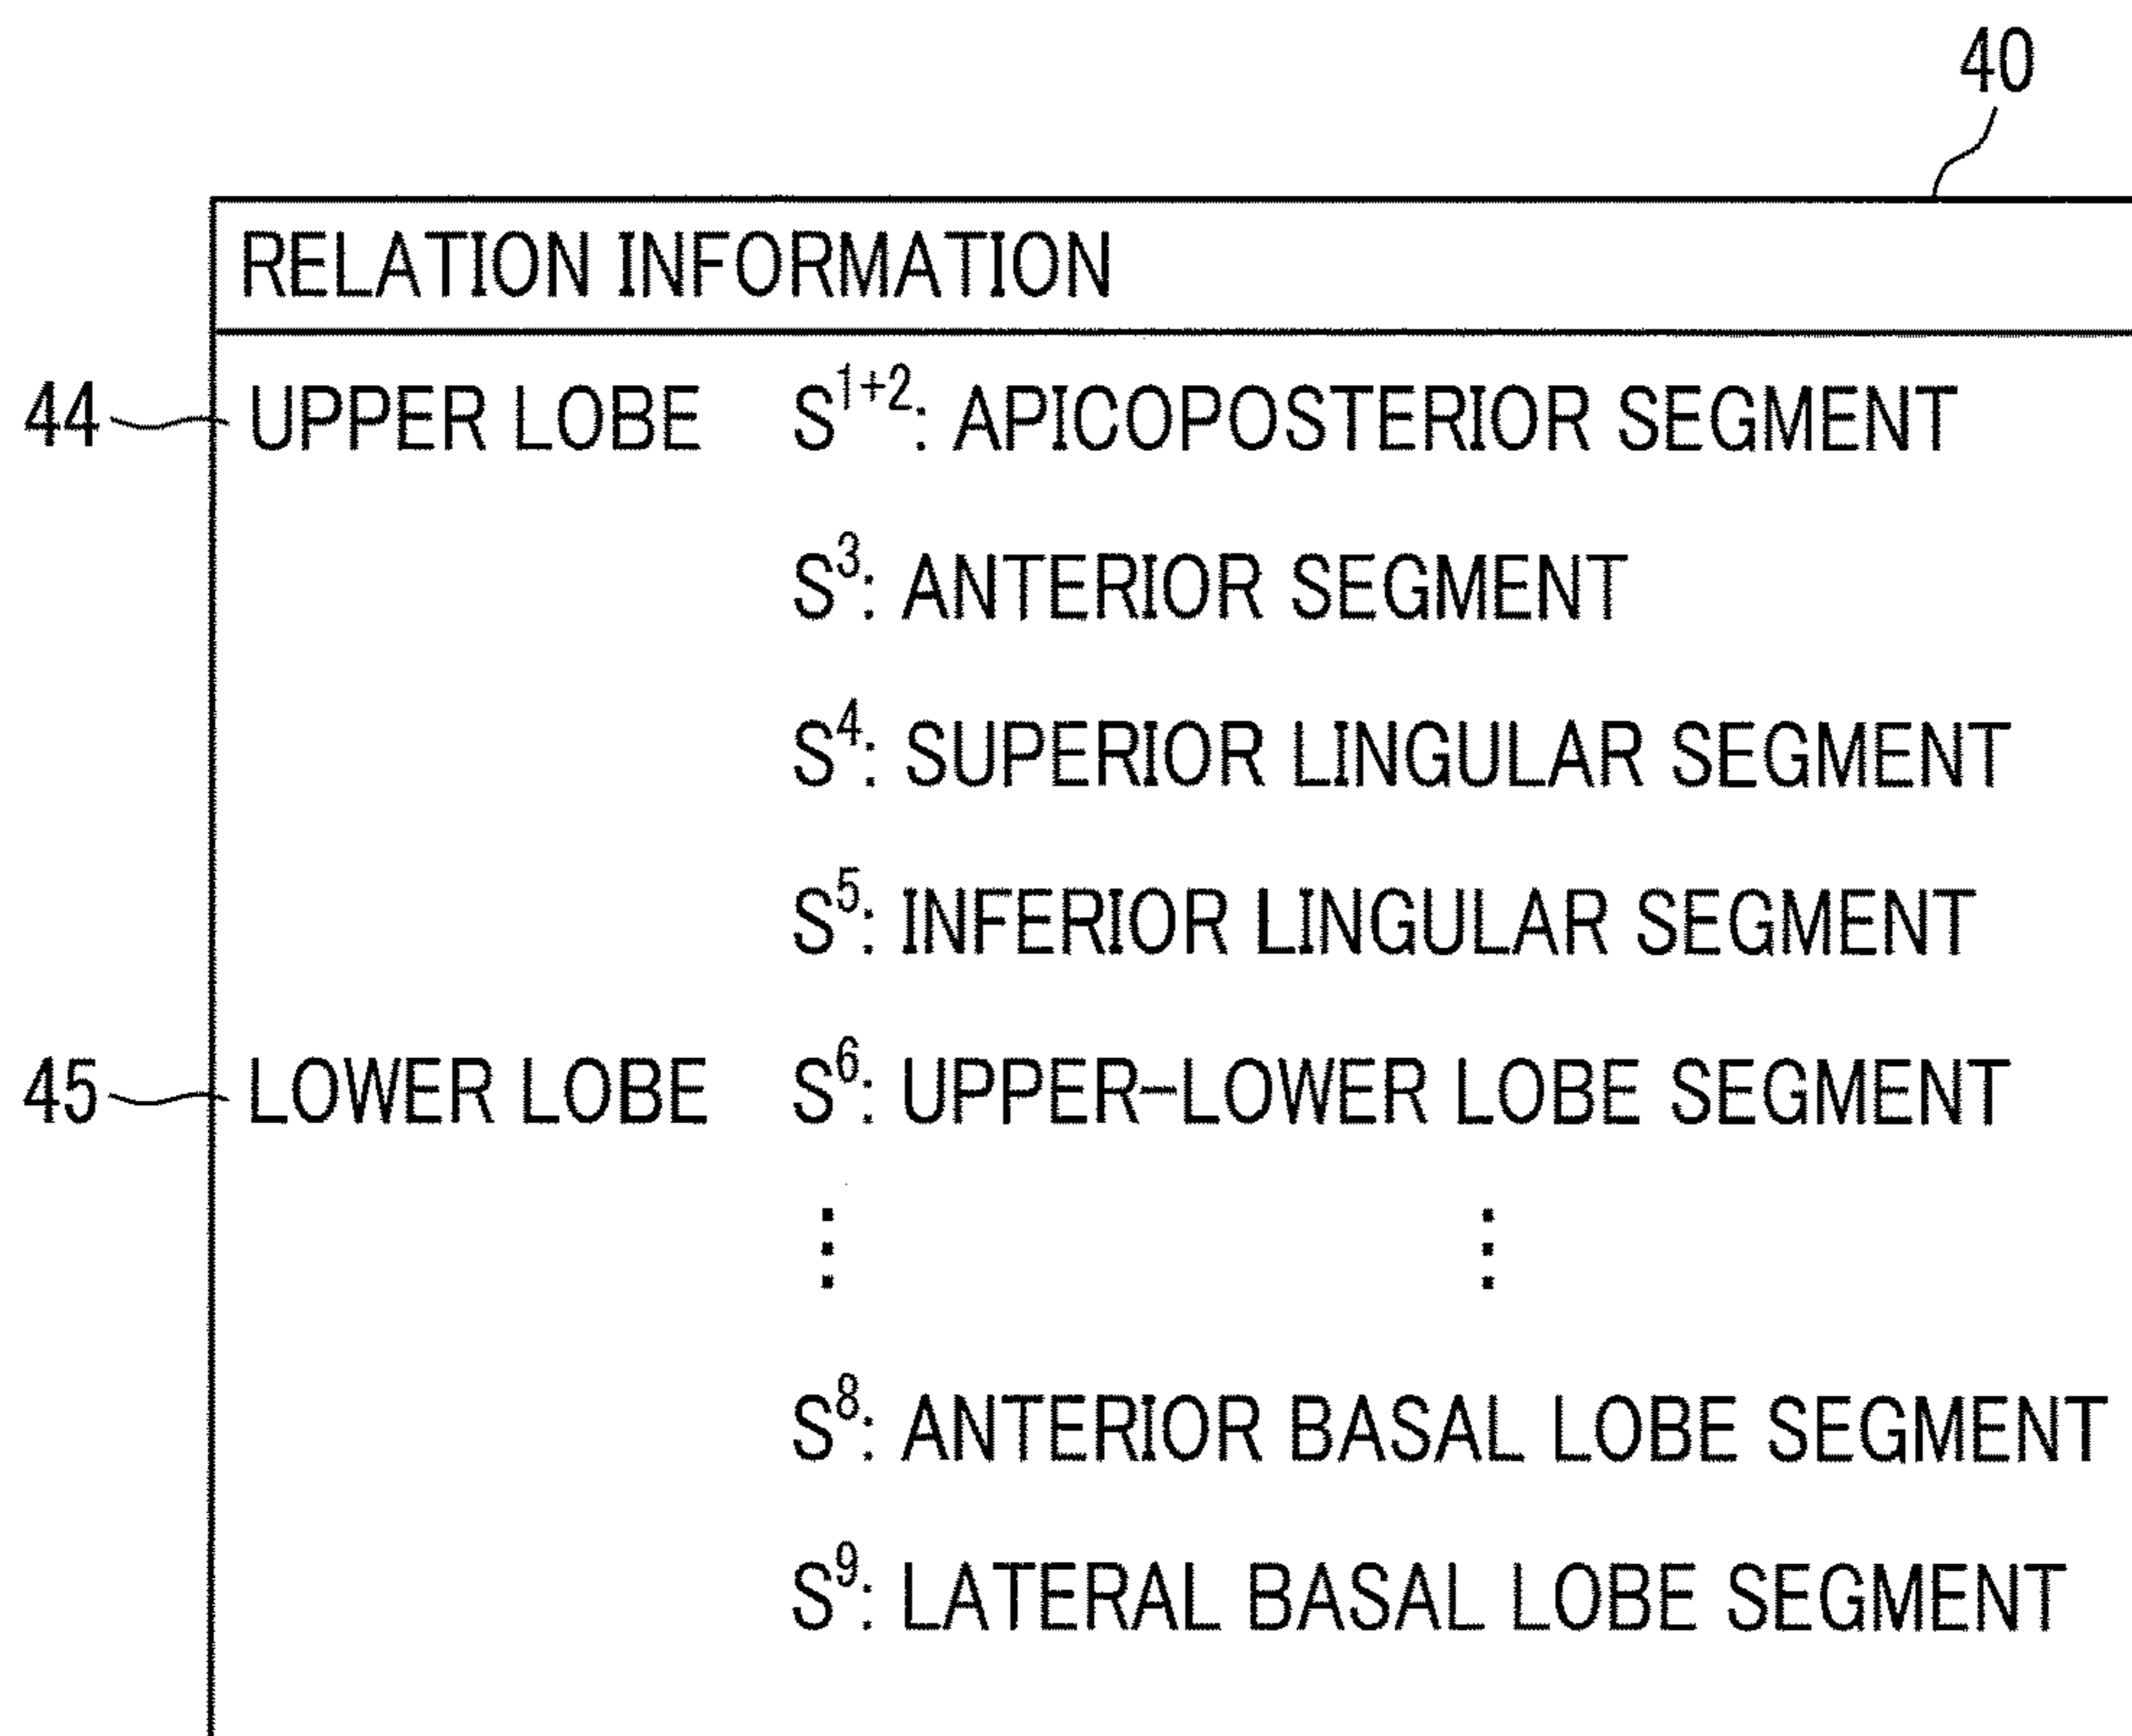 40
RELATION INFORMATION
44 UPPER LOBE S¹⁺²: APICOPOSTERIOR SEGMENT
S³: ANTERIOR SEGMENT
S⁴: SUPERIOR LINGULAR SEGMENT
S⁵: INFERIOR LINGULAR SEGMENT
45 LOWER LOBE S⁶: UPPER-LOWER LOBE SEGMENT
⋮ ⋮
S⁸: ANTERIOR BASAL LOBE SEGMENT
S⁹: LATERAL BASAL LOBE SEGMENT